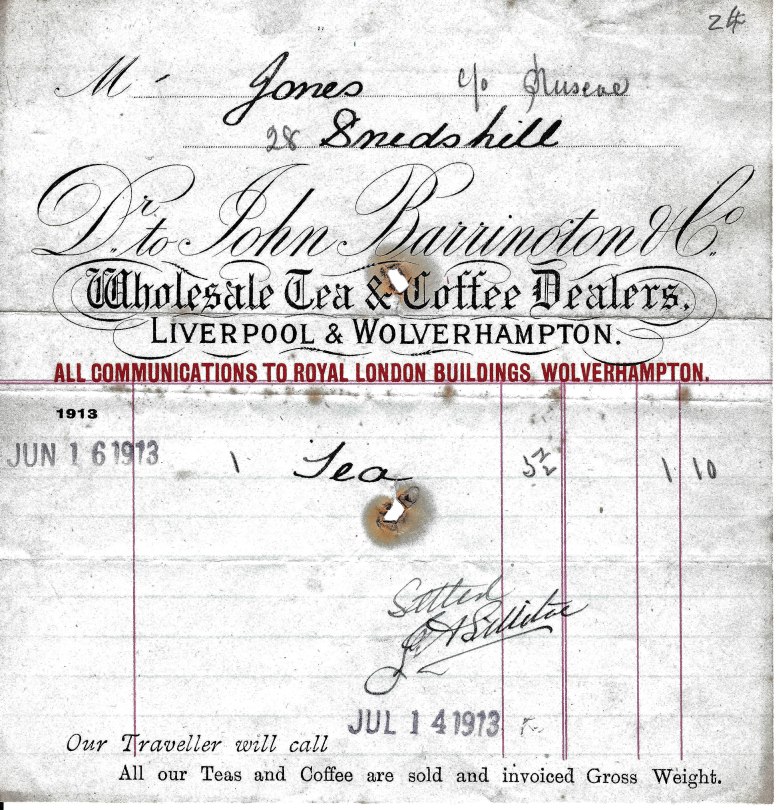 24
Mr Jones c/o
28 Snedshill
Dr. to John Barrington & Co.
Wholesale Tea & Coffee Dealers.
LIVERPOOL & WOLVERHAMPTON.
ALL COMMUNICATIONS TO ROYAL LONDON BUILDINGS, WOLVERHAMPTON.
1913
JUN 16 1913 1 Tea 1 10
Settled
JUL 14 1913
Our Traveller will call
All our Teas and Coffee are sold and invoiced Gross Weight.